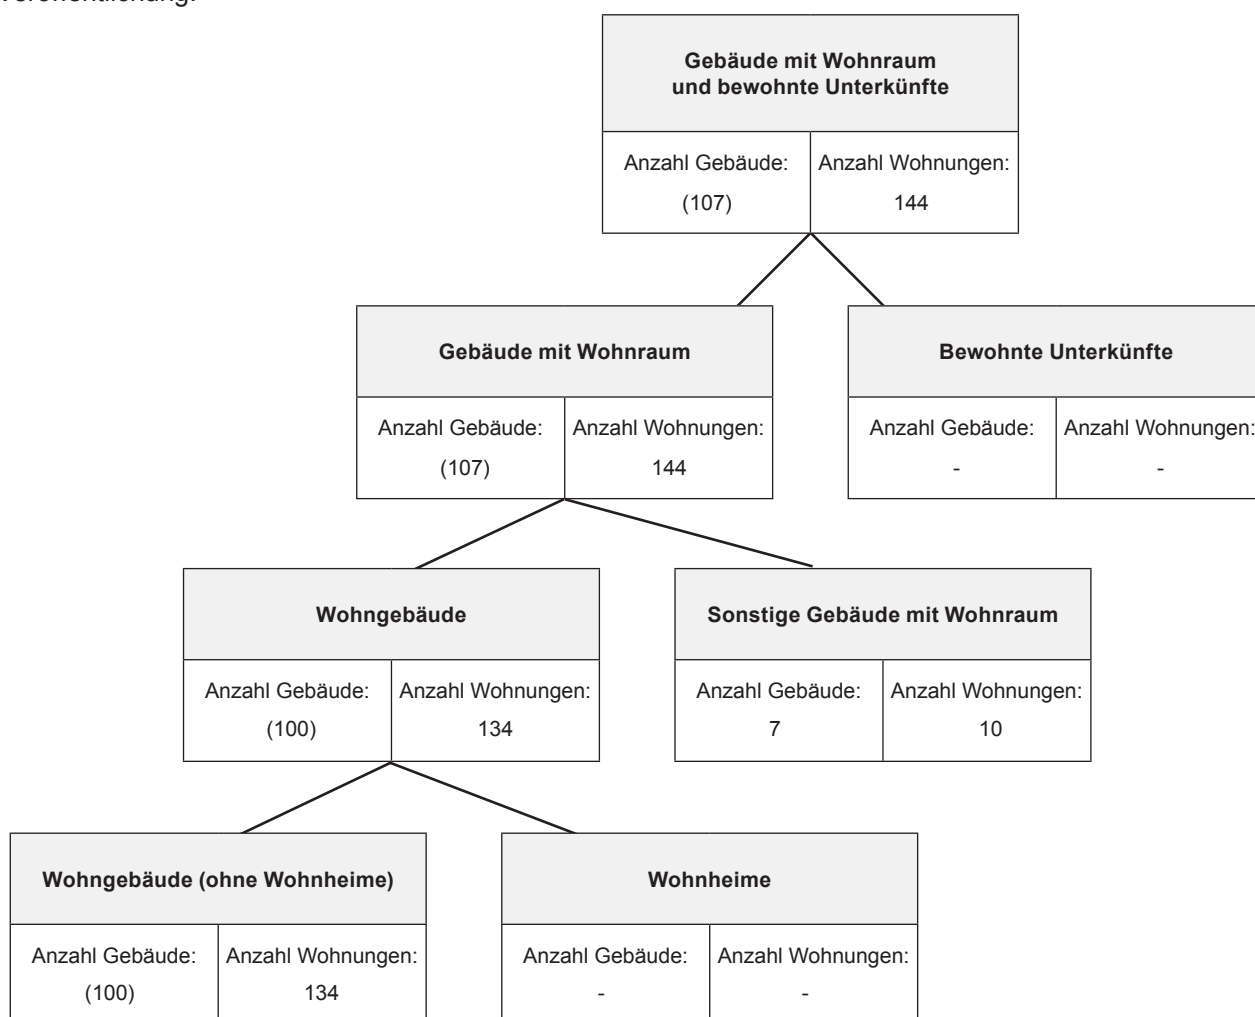 Veröffentlichung.
Gebäude mit Wohnraum
und bewohnte Unterkünfte
Anzahl Gebäude: Anzahl Wohnungen:
(107) 144
Gebäude mit Wohnraum Bewohnte Unterkünfte
Anzahl Gebäude: Anzahl Wohnungen: Anzahl Gebäude: Anzahl Wohnungen:
(107) 144 - -
Wohngebäude Sonstige Gebäude mit Wohnraum
Anzahl Gebäude: Anzahl Wohnungen: Anzahl Gebäude: Anzahl Wohnungen:
(100) 134 7 10
Wohngebäude (ohne Wohnheime) Wohnheime
Anzahl Gebäude: Anzahl Wohnungen: Anzahl Gebäude: Anzahl Wohnungen:
(100) 134 - -